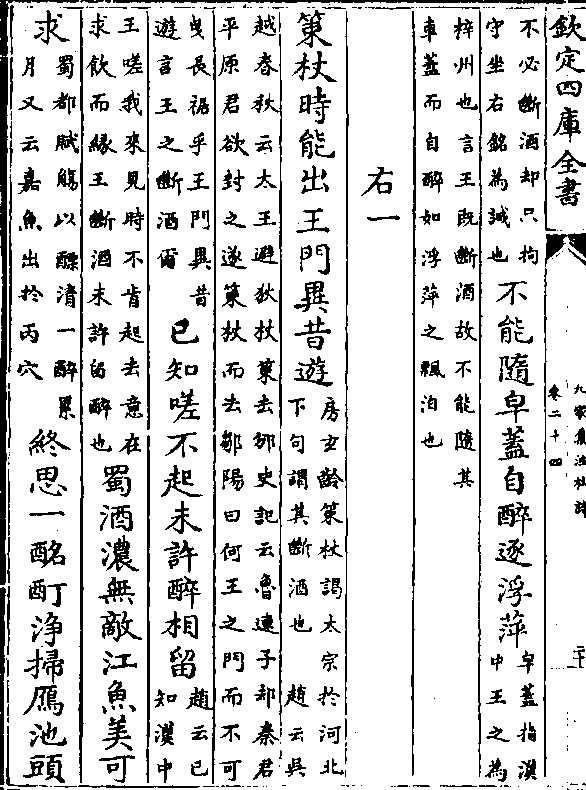 欽定四庫全書
九家集注杜詩
卷二十四
不必斷酒却只拘
守坐右銘為誡也
不能隨皁蓋自醉逐浮萍
皁蓋指漢
中王之為
梓州也言王既斷酒故不能隨其
車蓋而自醉如浮萍之飄泊也
右一
策杖時能出王門異昔遊
房玄齡策杖謁太宗於河北
下句謂其斷酒也 趙云吳
越春秋云太王避狄杖策去邠史記云魯連子却秦君
平原君欲封之遂策杖而去鄒陽曰何王之門而不可
曳長裾乎王門異昔
遊言王之斷酒爾
已知嗟不起未許醉相留
趙云已
知漢中
王嗟我來見時不肯起去意在
求飲而緣王斷酒未許留醉也
蜀酒濃無敵江魚美可
求
蜀都賦觴以醥清一醉累
月又云嘉魚出於丙穴
終思一酩酊浄掃鴈池頭